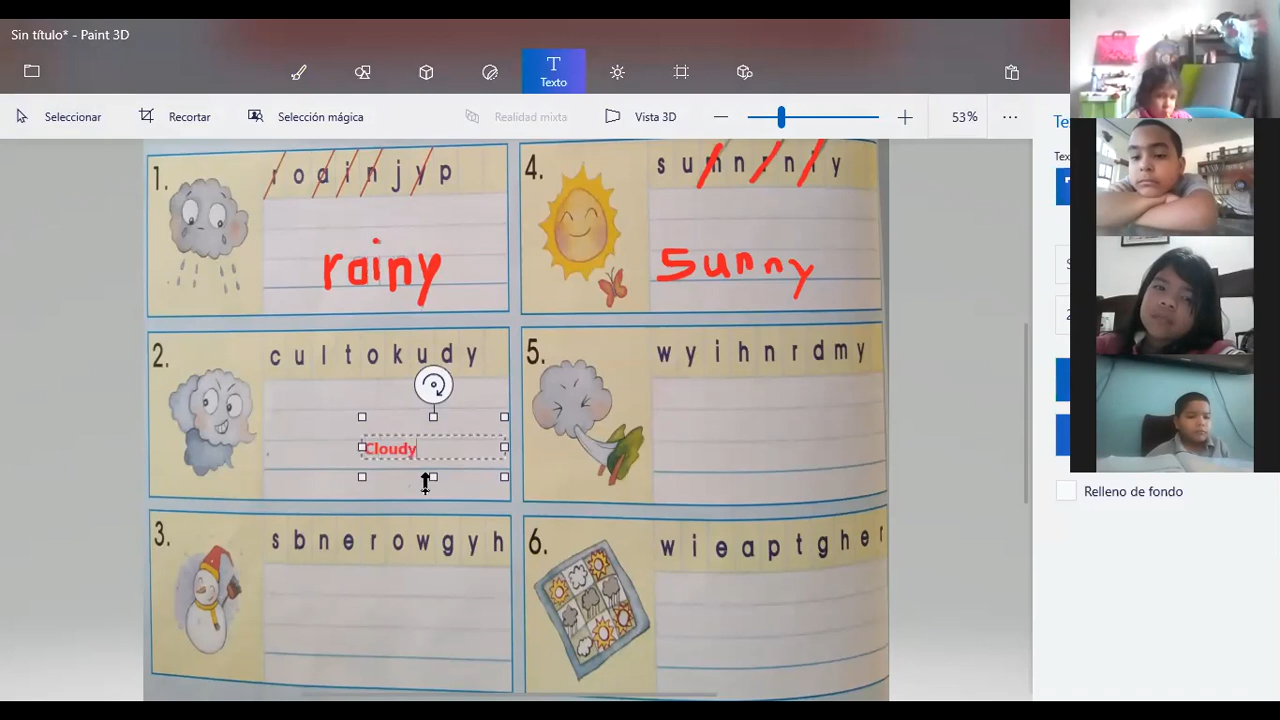 Sin título* - Paint 3D
Texto
Seleccionar
Recortar
Selección mágica
Realidad mixta
Vista 3D
53%
1.
r o a i n j y p
rainy
4.
s u m n r n r y
sunny
2.
c u l t o k u d y
Cloudy
5.
w y i h n r d m y
3.
s b n e r o w g y h
6.
w i e a p t g h e r
Relleno de fondo